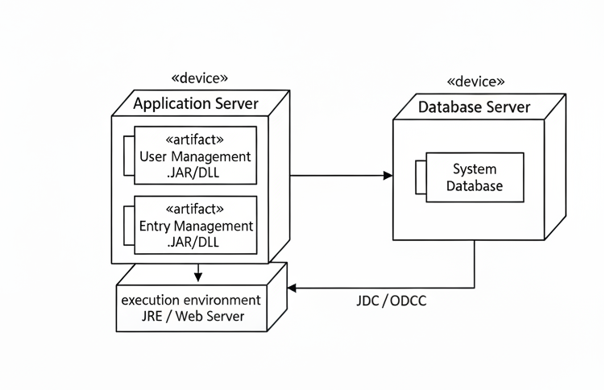 «device»
Application Server
«artifact»
User Management
.JAR/DLL
«artifact»
Entry Management
.JAR/DLL
execution environment
JRE / Web Server
«device»
Database Server
System
Database
JDC / ODCC